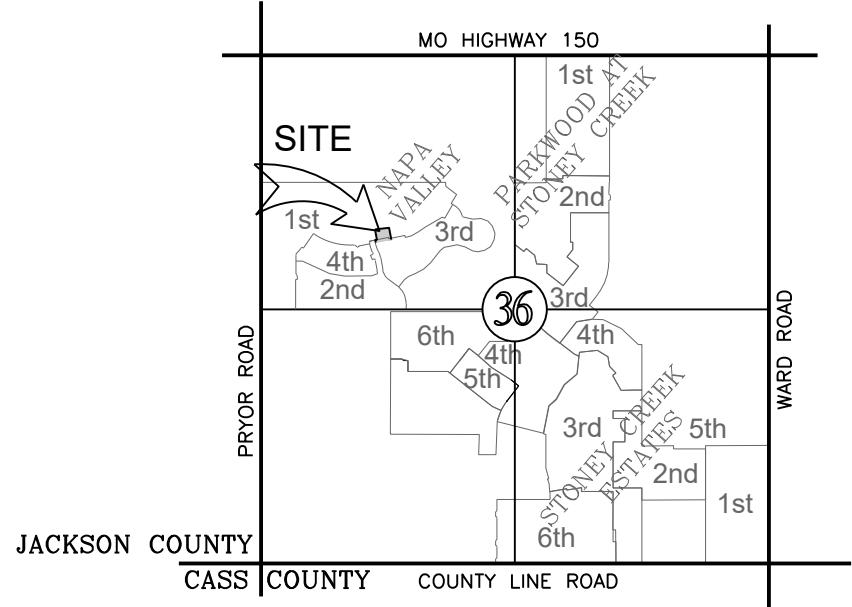 MO HIGHWAY 150
1st
PARKWOOD AT
STONEY CREEK
SITE
NAPA
VALLEY
2nd
1st
3rd
4th
2nd
3rd
36
6th
4th
4th
5th
PRYOR ROAD
WARD ROAD
3rd
5th
STONEY CREEK
ESTATES
2nd
1st
6th
JACKSON COUNTY
CASS COUNTY
COUNTY LINE ROAD